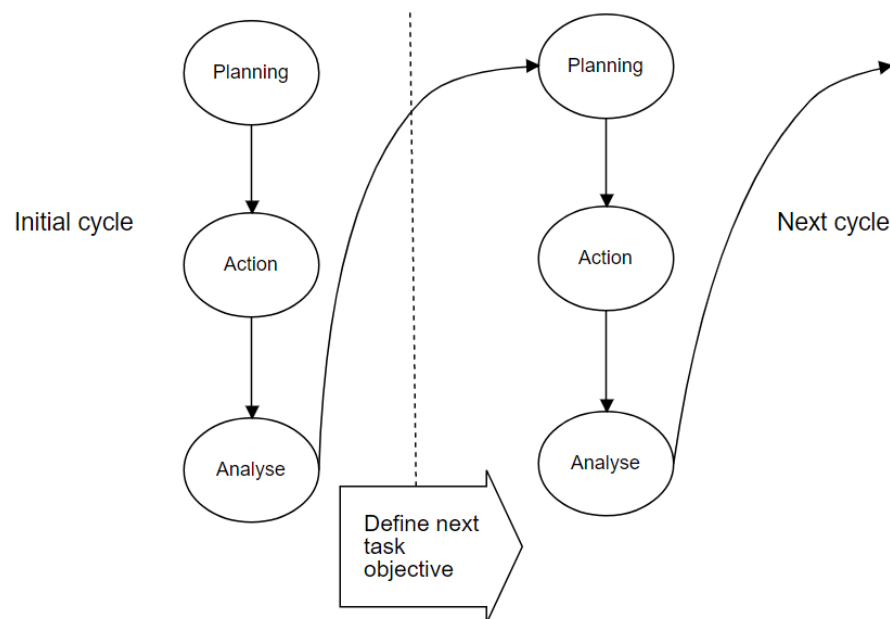 Planning
Action
Analyse
Initial cycle
Define next
task
objective
Planning
Action
Analyse
Next cycle